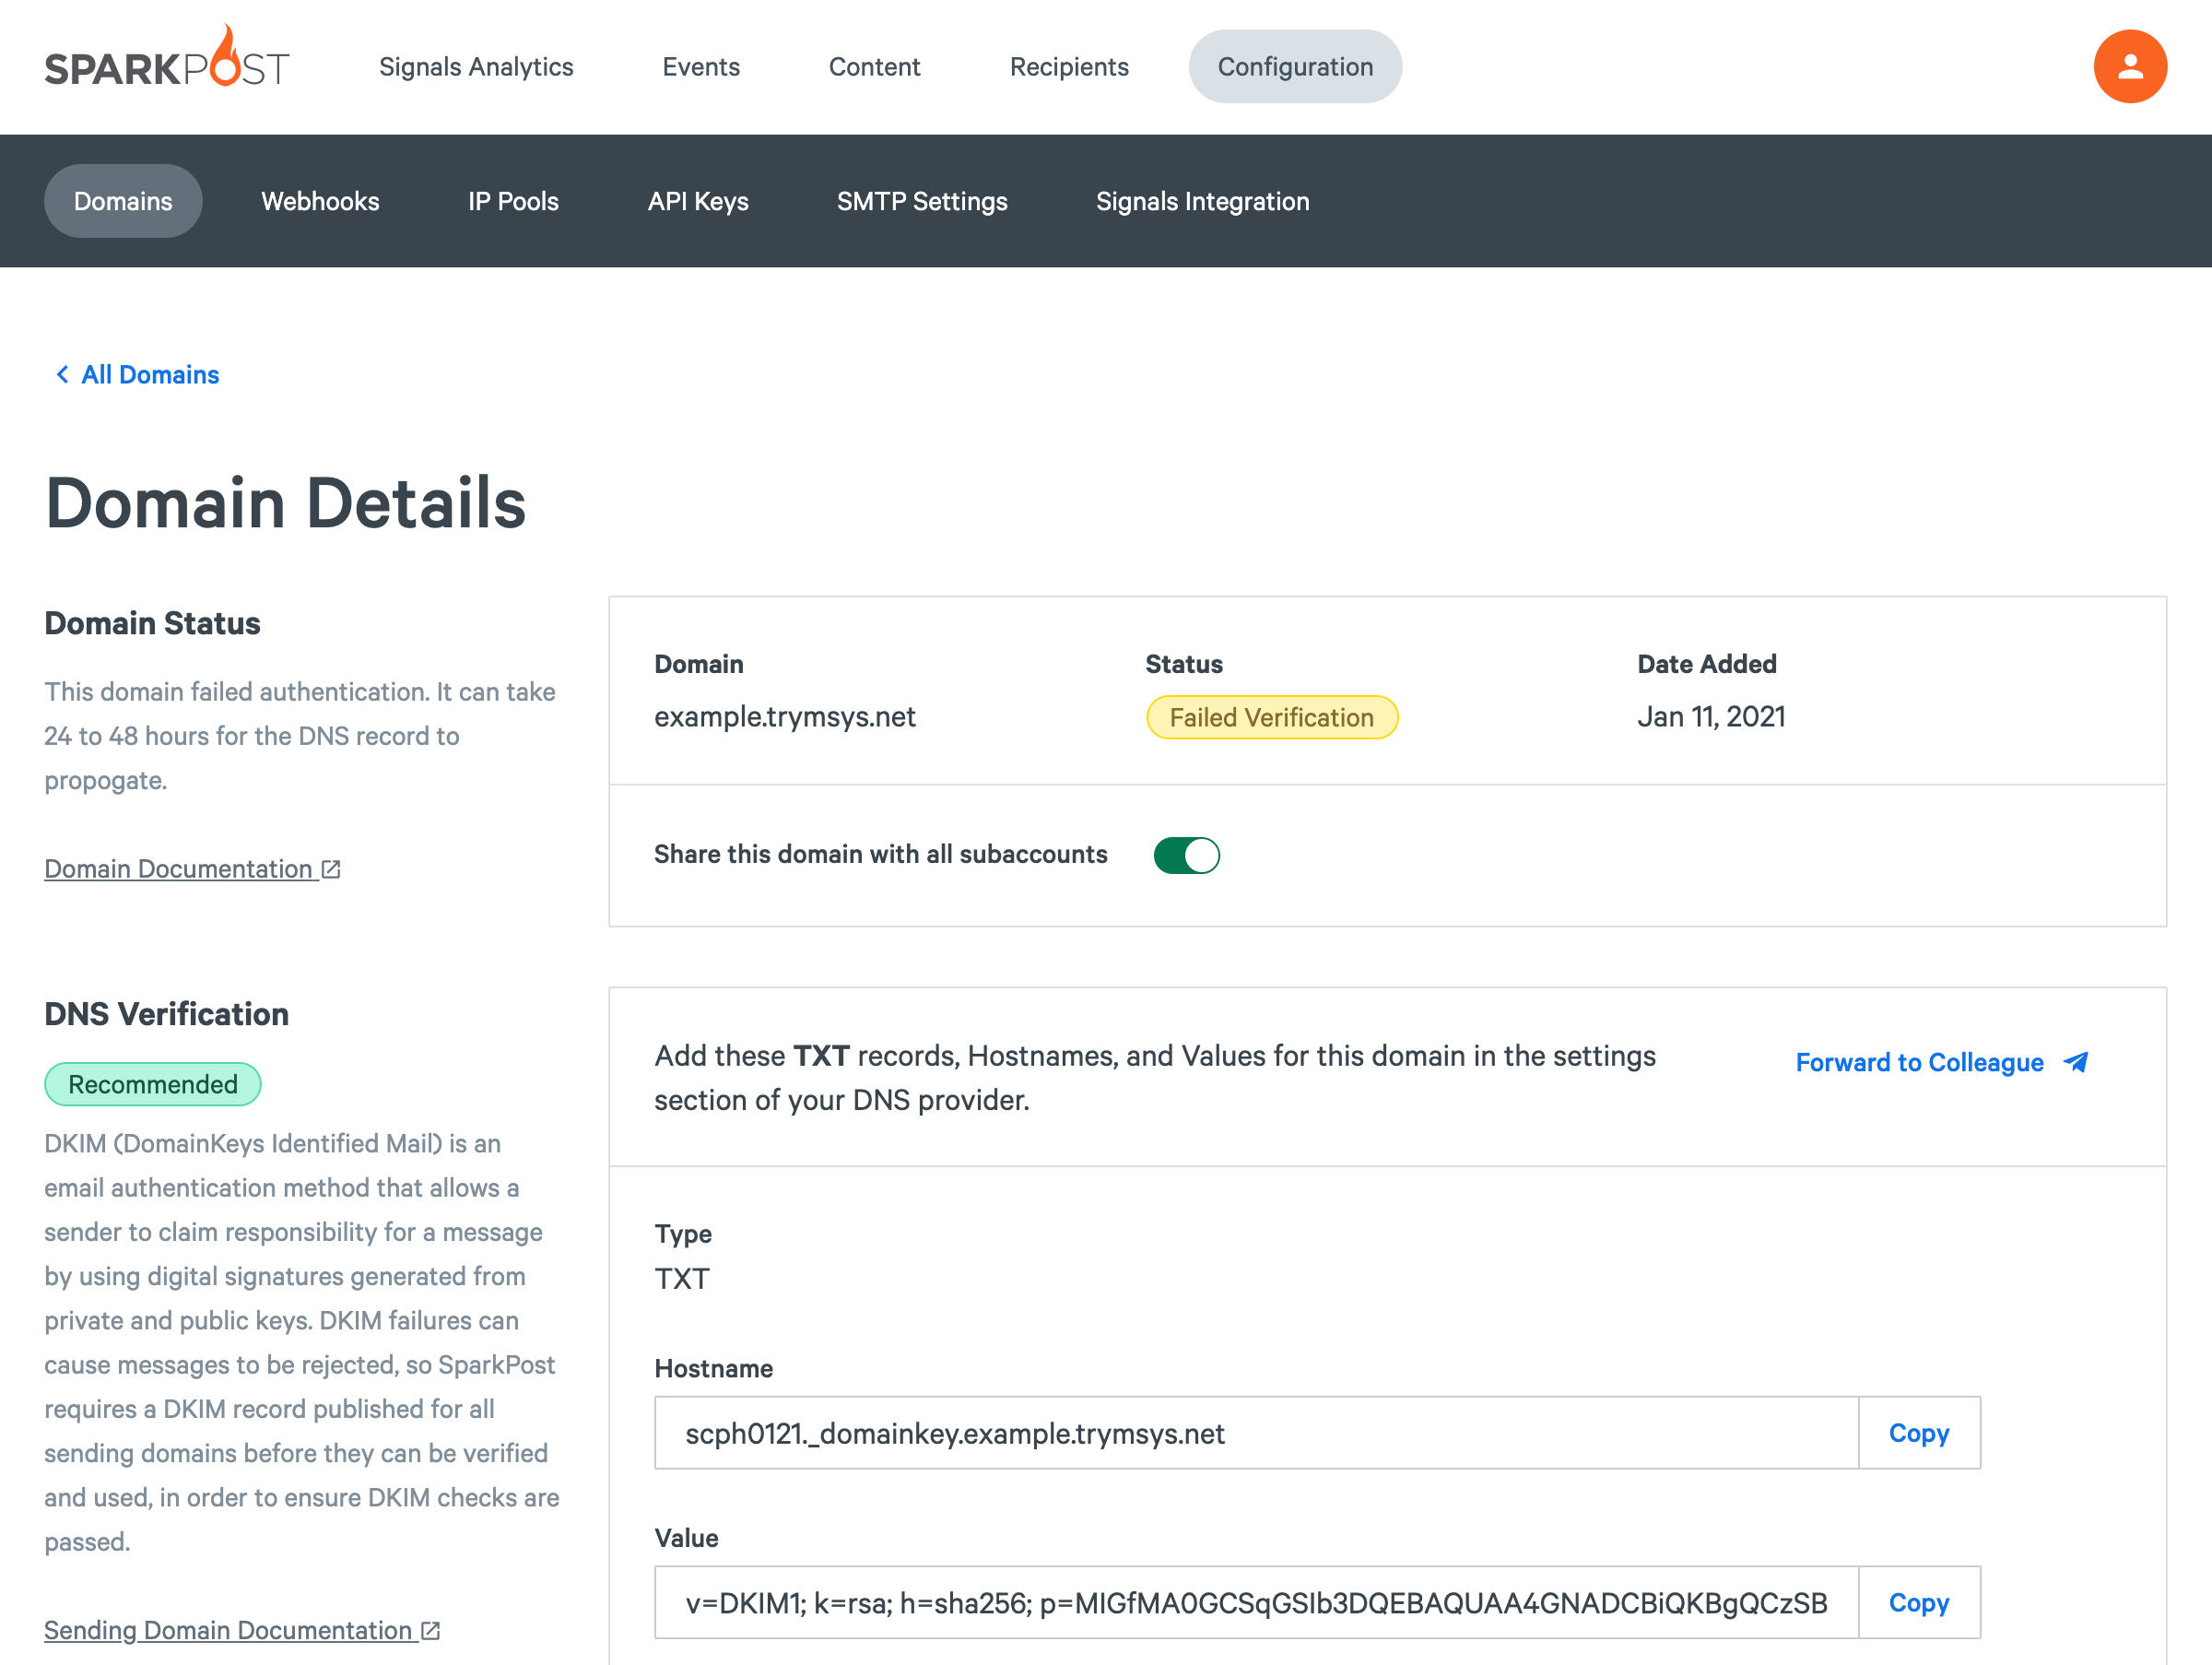 SPARKPOST
Signals Analytics
Events
Content
Recipients
Configuration
Domains
Webhooks
IP Pools
API Keys
SMTP Settings
Signals Integration
All Domains
Domain Details
Domain Status
This domain failed authentication. It can take
24 to 48 hours for the DNS record to
propogate.
Domain Documentation
Domain
example.trymsys.net
Status
Failed Verification
Date Added
Jan 11, 2021
Share this domain with all subaccounts
DNS Verification
Recommended
DKIM (DomainKeys Identified Mail) is an
email authentication method that allows a
sender to claim responsibility for a message
by using digital signatures generated from
private and public keys. DKIM failures can
cause messages to be rejected, so SparkPost
requires a DKIM record published for all
sending domains before they can be verified
and used, in order to ensure DKIM checks are
passed.
Sending Domain Documentation
Add these TXT records, Hostnames, and Values for this domain in the settings
section of your DNS provider.
Forward to Colleague
Type
TXT
Hostname
scph0121._domainkey.example.trymsys.net
Copy
Value
v=DKIM1; k=rsa; h=sha256; p=MIGfMA0GCSqGSIb3DQEBAQUAA4GNADCBiQKBgQCzSB
Copy